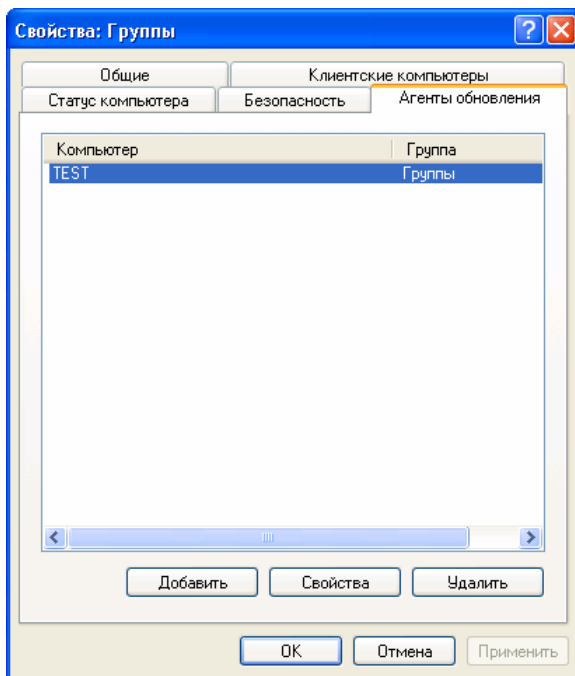 Свойства: Группы
?
Общие Клиентские компьютеры
Статус компьютера Безопасность Агенты обновления
Компьютер Группа
TEST Группы
Добавить Свойства Удалить
OK Отмена Применить